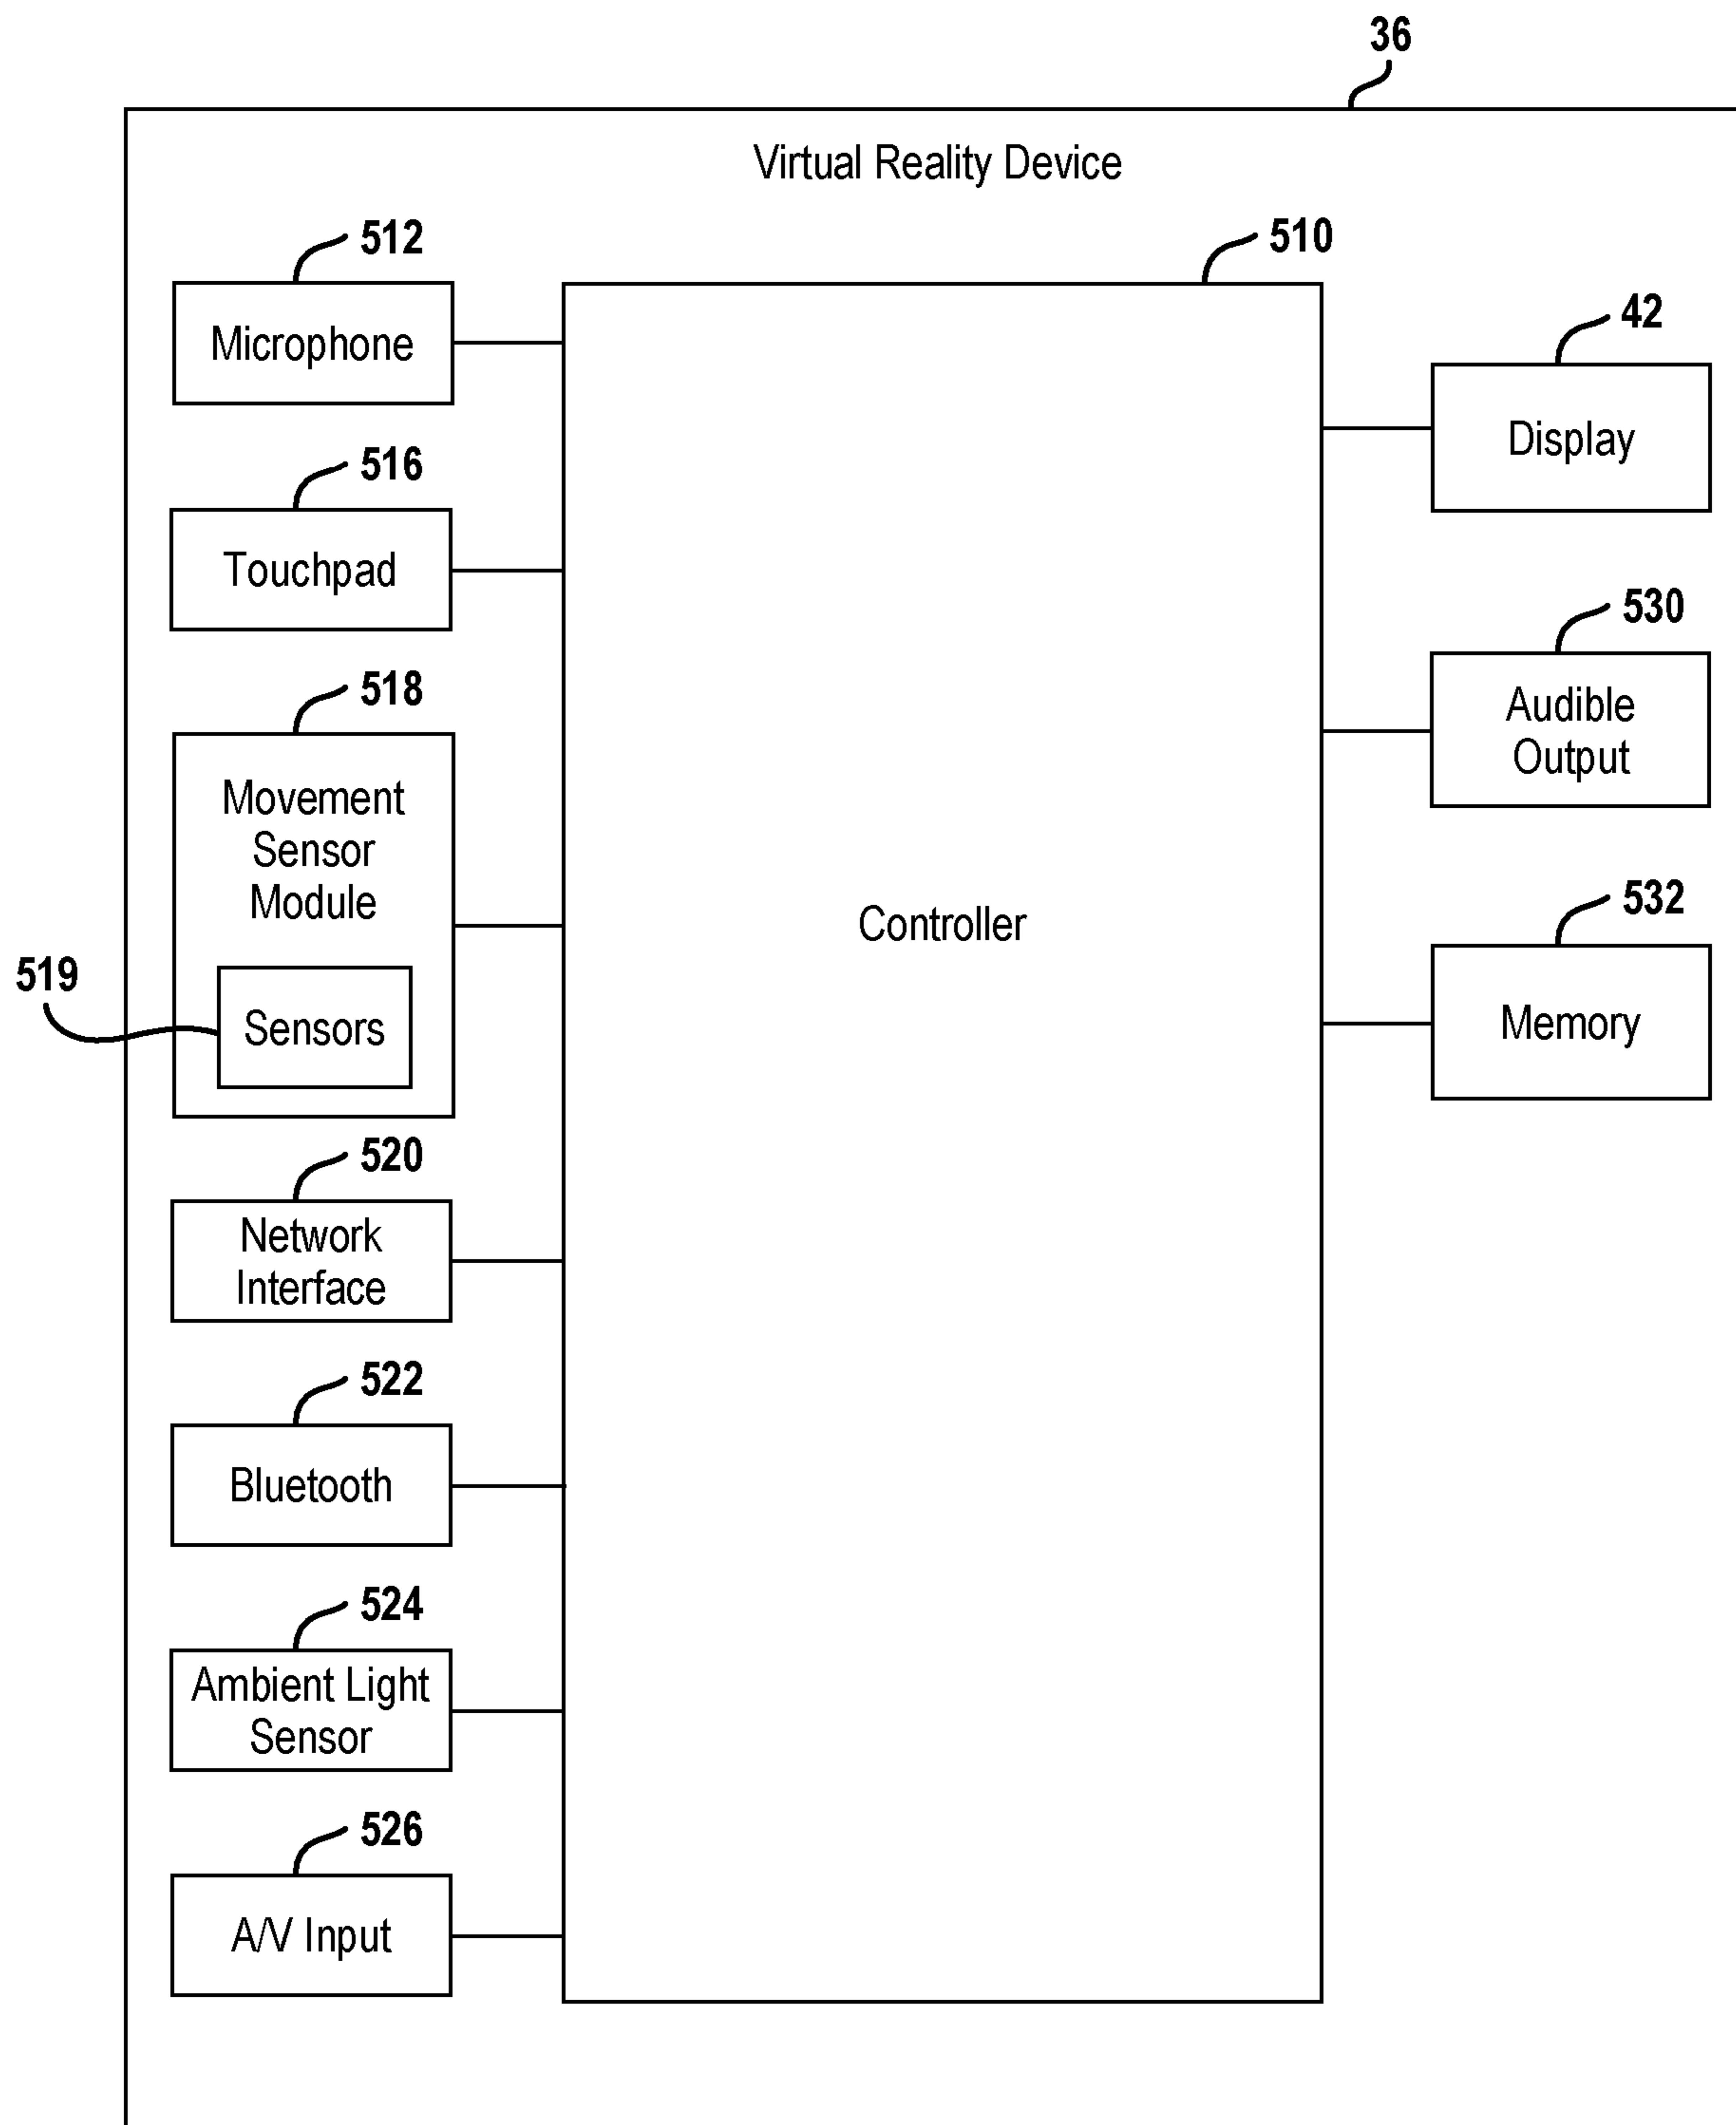 36
Virtual Reality Device
512
510
Microphone
42
Display
516
Touchpad
530
Audible
Output
518
Movement
Sensor
Module
532
519
Sensors
Controller
Memory
520
Network
Interface
522
Bluetooth
524
Ambient Light
Sensor
526
A/V Input